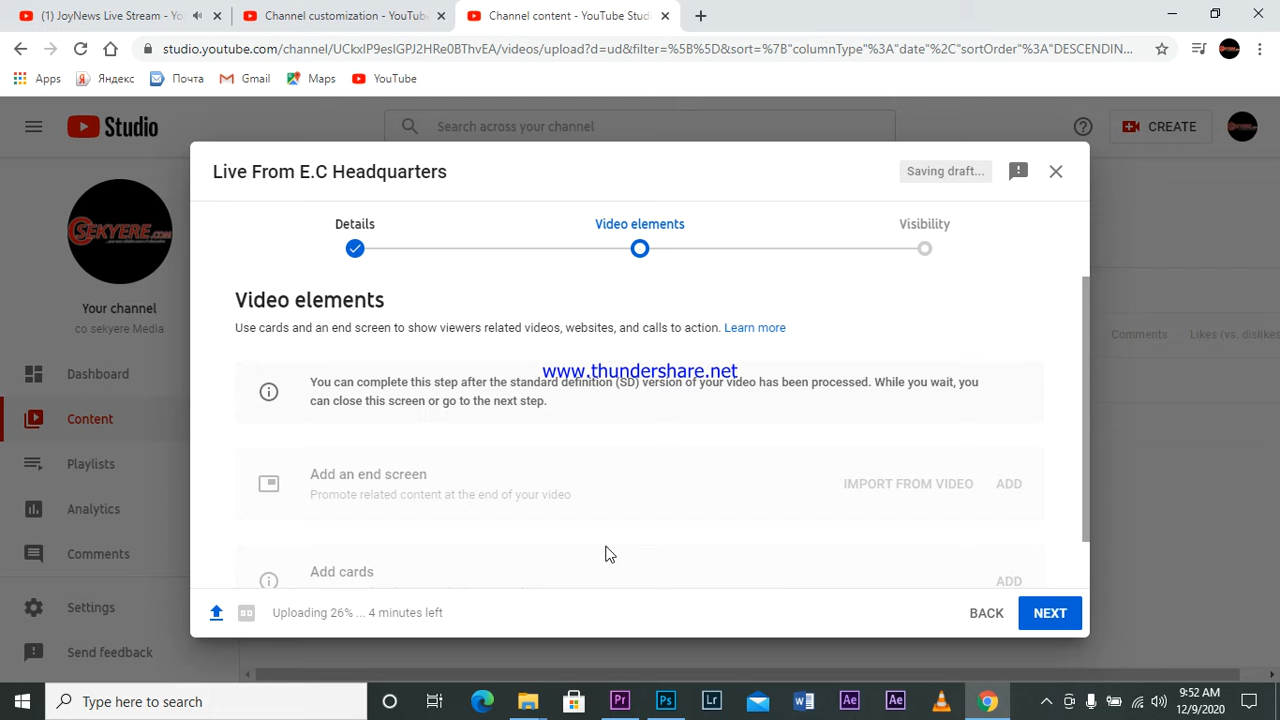 (1) JoyNews Live Stream - Yo
Channel customization - YouTube
Channel content - YouTube Studi
studio.youtube.com/channel/UCkxIP9eslGPJ2HRe0BThvEA/videos/upload?d=ud&filter=%5B%5D&sort=%7B"columnType"%3A"date"%2C"sortOrder"%3A"DESCENDIN...
Apps
Яндекс
Почта
Gmail
Maps
YouTube
Studio
Search across your channel
CREATE
Live From E.C Headquarters
Saving draft...
Details
Video elements
Visibility
SEKYERE.COM
Your channel
co sekyere Media
Video elements
Use cards and an end screen to show viewers related videos, websites, and calls to action. Learn more
Comments
Likes (vs. dislikes
www.thundershare.net
You can complete this step after the standard definition (SD) version of your video has been processed. While you wait, you
can close this screen or go to the next step.
Dashboard
Content
Playlists
Analytics
Comments
Settings
Send feedback
Add an end screen
Promote related content at the end of your video
IMPORT FROM VIDEO
ADD
Add cards
ADD
Uploading 26% ... 4 minutes left
BACK
NEXT
Type here to search
Pr
Ps
Lr
Ae
Ae
9:52 AM
12/9/2020